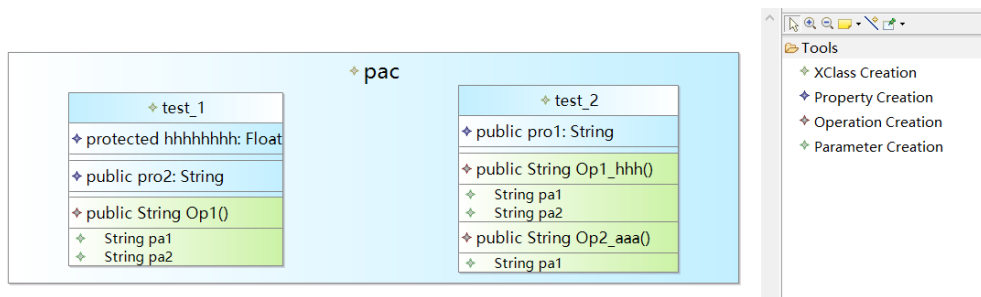 pac
test_1
protected hhhhhhhh: Float
public pro2: String
public String Op1()
String pa1
String pa2
test_2
public pro1: String
public String Op1_hhh()
String pa1
String pa2
public String Op2_aaa()
String pa1
Tools
XClass Creation
Property Creation
Operation Creation
Parameter Creation